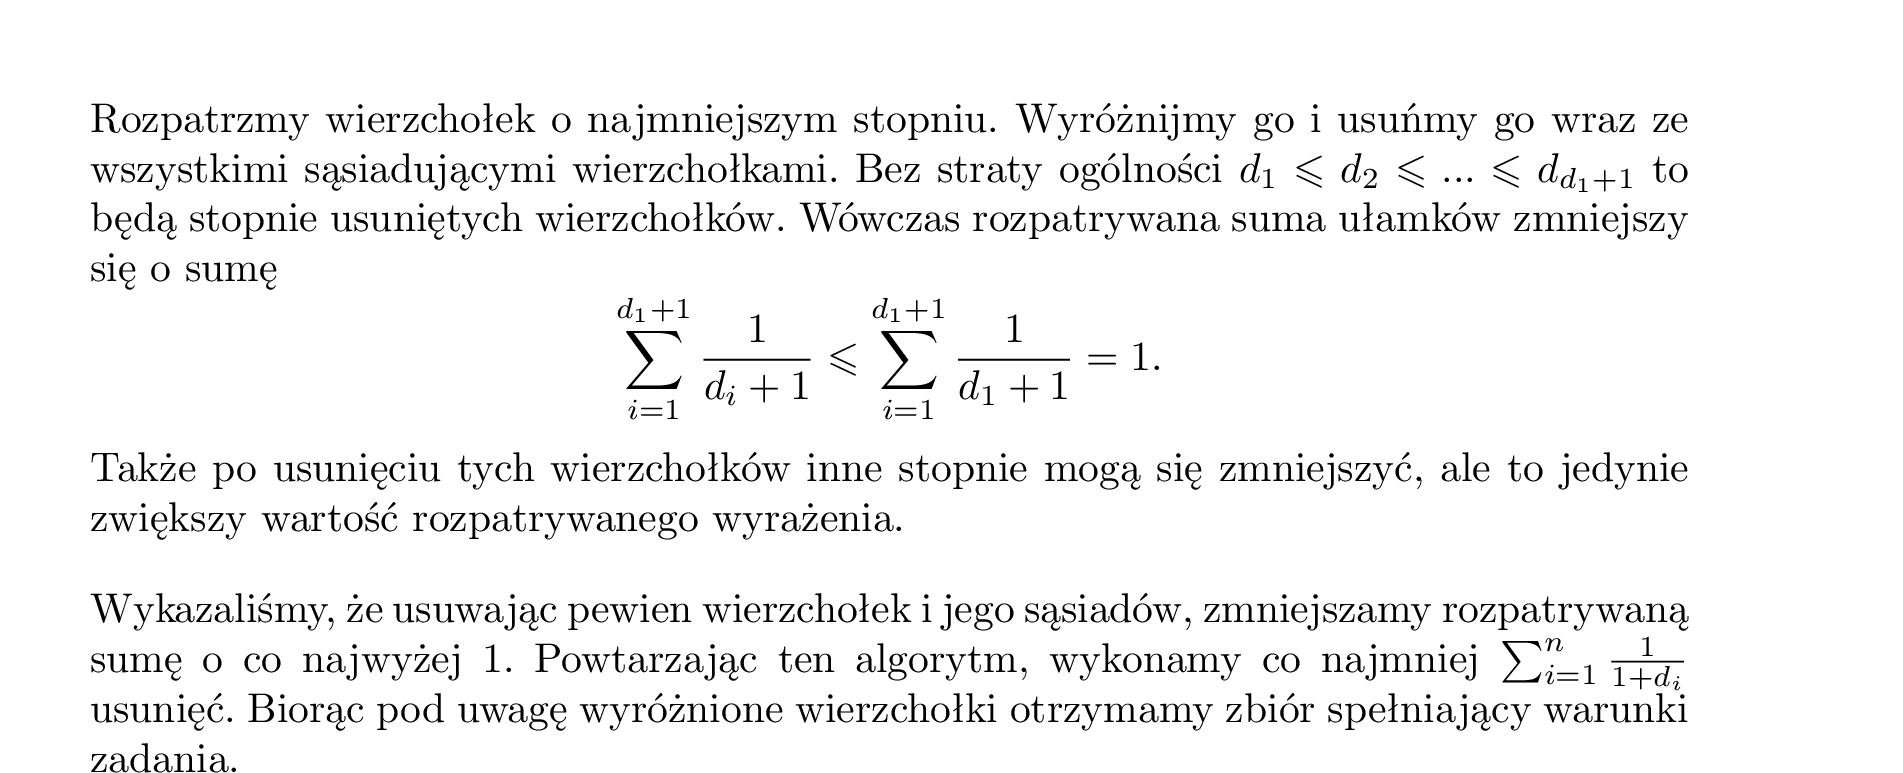 Rozpatrzmy wierzchołek o najmniejszym stopniu. Wyróżnijmy go i usuńmy go wraz ze
wszystkimi sąsiadującymi wierzchołkami. Bez straty ogólności $d_1 \leqslant d_2 \leqslant ... \leqslant d_{d_1+1}$ to
będą stopnie usuniętych wierzchołków. Wówczas rozpatrywana suma ułamków zmniejszy
się o sumę
$$\sum_{i=1}^{d_1+1} \frac{1}{d_i+1} \leqslant \sum_{i=1}^{d_1+1} \frac{1}{d_1+1} = 1.$$
Także po usunięciu tych wierzchołków inne stopnie mogą się zmniejszyć, ale to jedynie
zwiększy wartość rozpatrywanego wyrażenia.
Wykazaliśmy, że usuwając pewien wierzchołek i jego sąsiadów, zmniejszamy rozpatrywaną
sumę o co najwyżej 1. Powtarzając ten algorytm, wykonamy co najmniej $\sum_{i=1}^{n} \frac{1}{1+d_i}$
usunięć. Biorąc pod uwagę wyróżnione wierzchołki otrzymamy zbiór spełniający warunki
zadania.